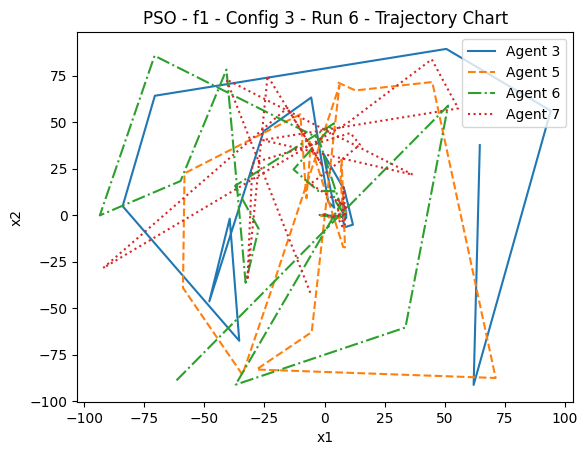 PSO - f1 - Config 3 - Run 6 - Trajectory Chart
Agent 3
Agent 5
Agent 6
Agent 7
75
50
25
0
−25
−50
−75
−100
x2
−100
−75
−50
−25
0
25
50
75
100
x1